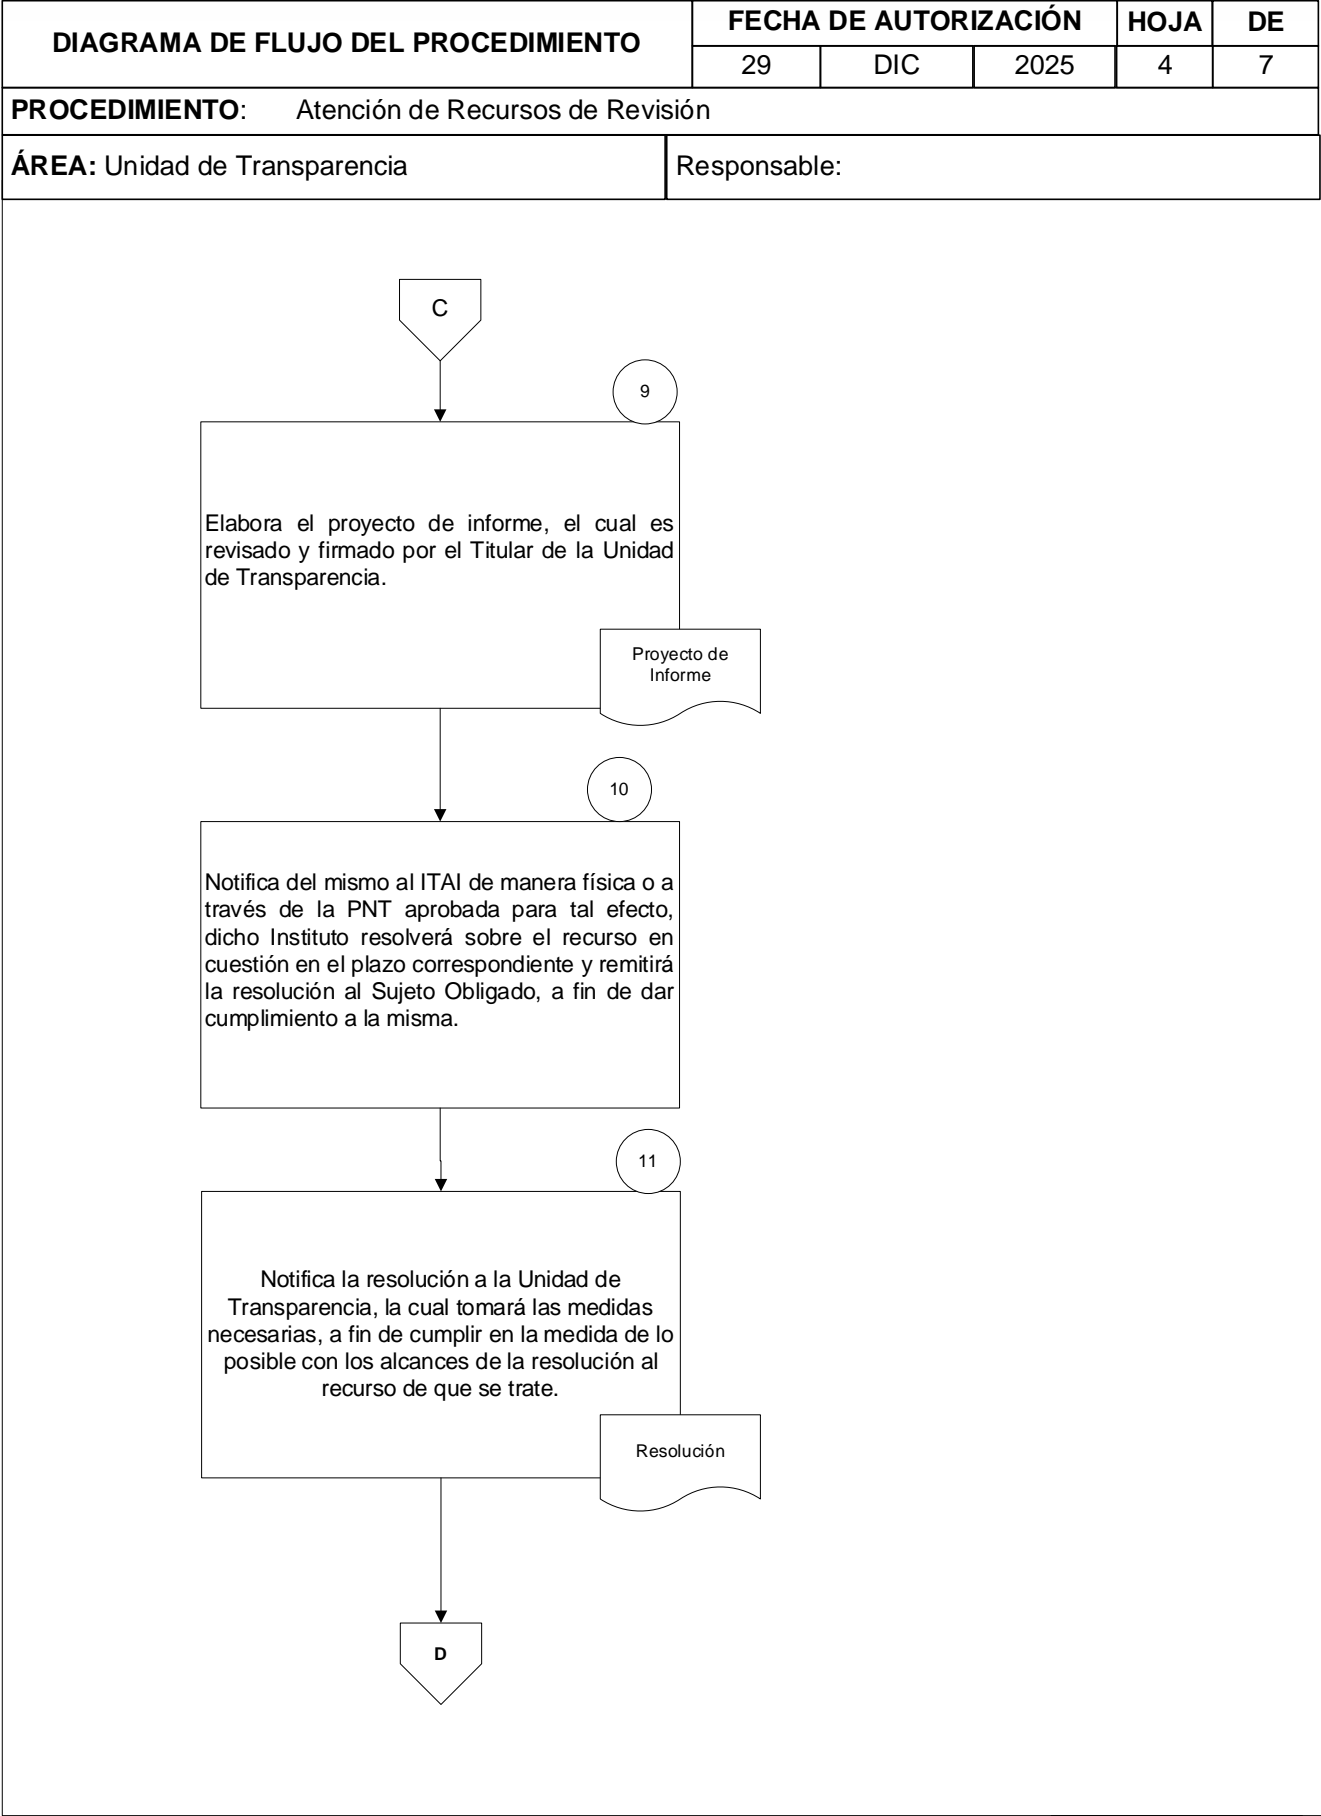 DIAGRAMA DE FLUJO DEL PROCEDIMIENTO
FECHA DE AUTORIZACIÓN
HOJA
DE
29
DIC
2025
4
7
PROCEDIMIENTO: Atención de Recursos de Revisión
ÁREA: Unidad de Transparencia
Responsable:
C
9
Elabora el proyecto de informe, el cual es
revisado y firmado por el Titular de la Unidad
de Transparencia.
Proyecto de
Informe
10
Notifica del mismo al ITAI de manera física o a
través de la PNT aprobada para tal efecto,
dicho Instituto resolverá sobre el recurso en
cuestión en el plazo correspondiente y remitirá
la resolución al Sujeto Obligado, a fin de dar
cumplimiento a la misma.
11
Notifica la resolución a la Unidad de
Transparencia, la cual tomará las medidas
necesarias, a fin de cumplir en la medida de lo
posible con los alcances de la resolución al
recurso de que se trate.
Resolución
D